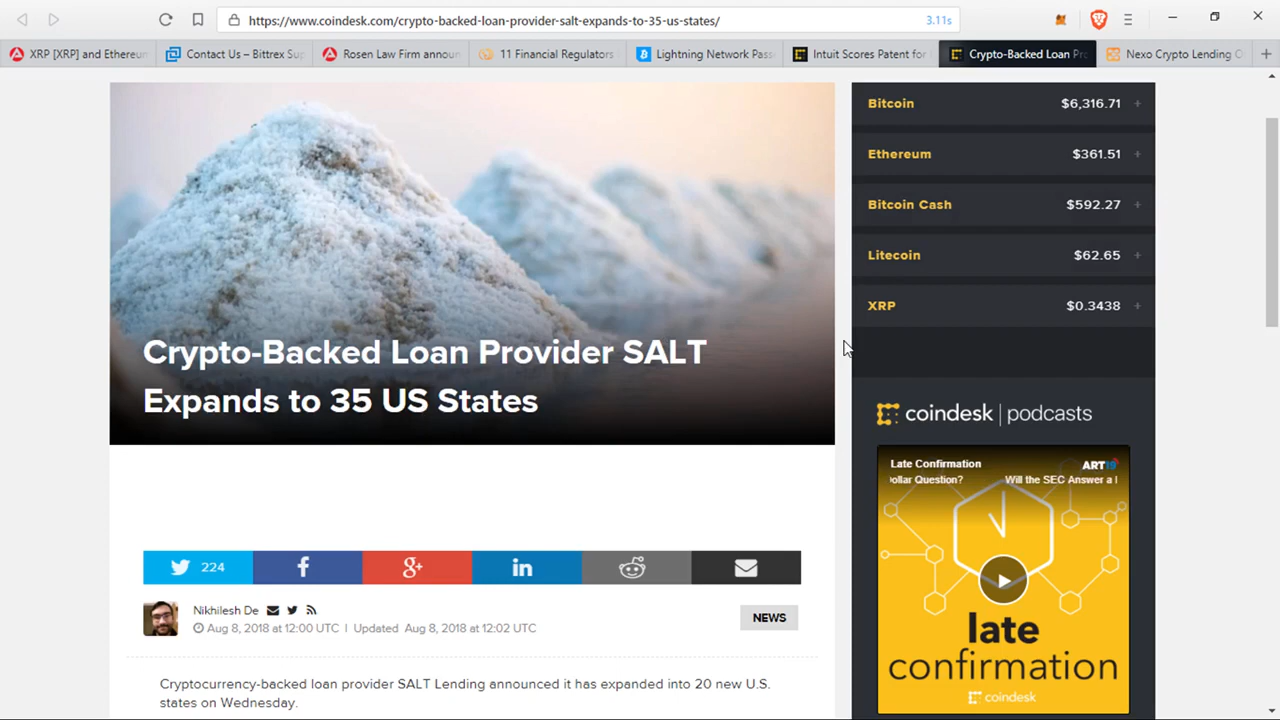 https://www.coindesk.com/crypto-backed-loan-provider-salt-expands-to-35-us-states/
3.11s
XRP [XRP] and Ethereum
Contact Us – Bittrex Sup
Rosen Law Firm announ
11 Financial Regulators
Lightning Network Pass
Intuit Scores Patent for
Crypto-Backed Loan Pr
Nexo Crypto Lending
Crypto-Backed Loan Provider SALT
Expands to 35 US States
224
Nikhilesh De
Aug 8, 2018 at 12:00 UTC | Updated Aug 8, 2018 at 12:02 UTC
NEWS
Cryptocurrency-backed loan provider SALT Lending announced it has expanded into 20 new U.S.
states on Wednesday.
Bitcoin $6,316.71 +
Ethereum $361.51 +
Bitcoin Cash $592.27 +
Litecoin $62.65 +
XRP $0.3438 +
coindesk | podcasts
Late Confirmation
ART19
ollar Question? Will the SEC Answer a
late
confirmation
coindesk